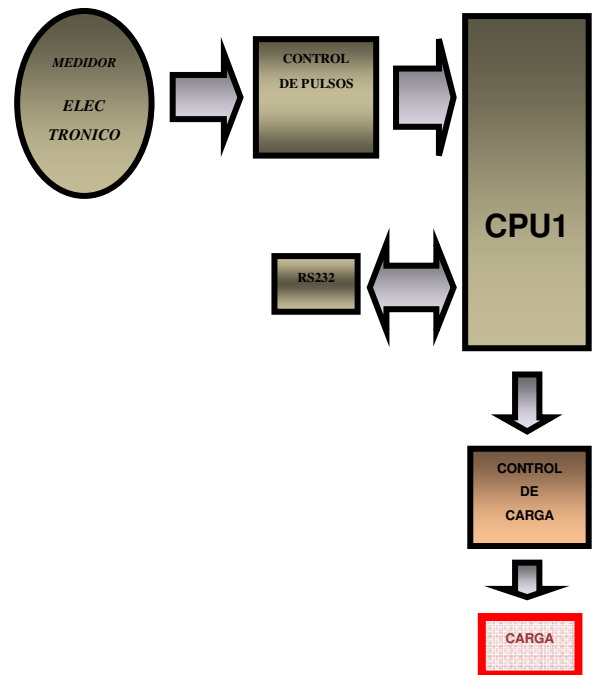 MEDIDOR
ELEC
TRONICO
CONTROL
DE PULSOS
CPU1
RS232
CONTROL
DE
CARGA
CARGA